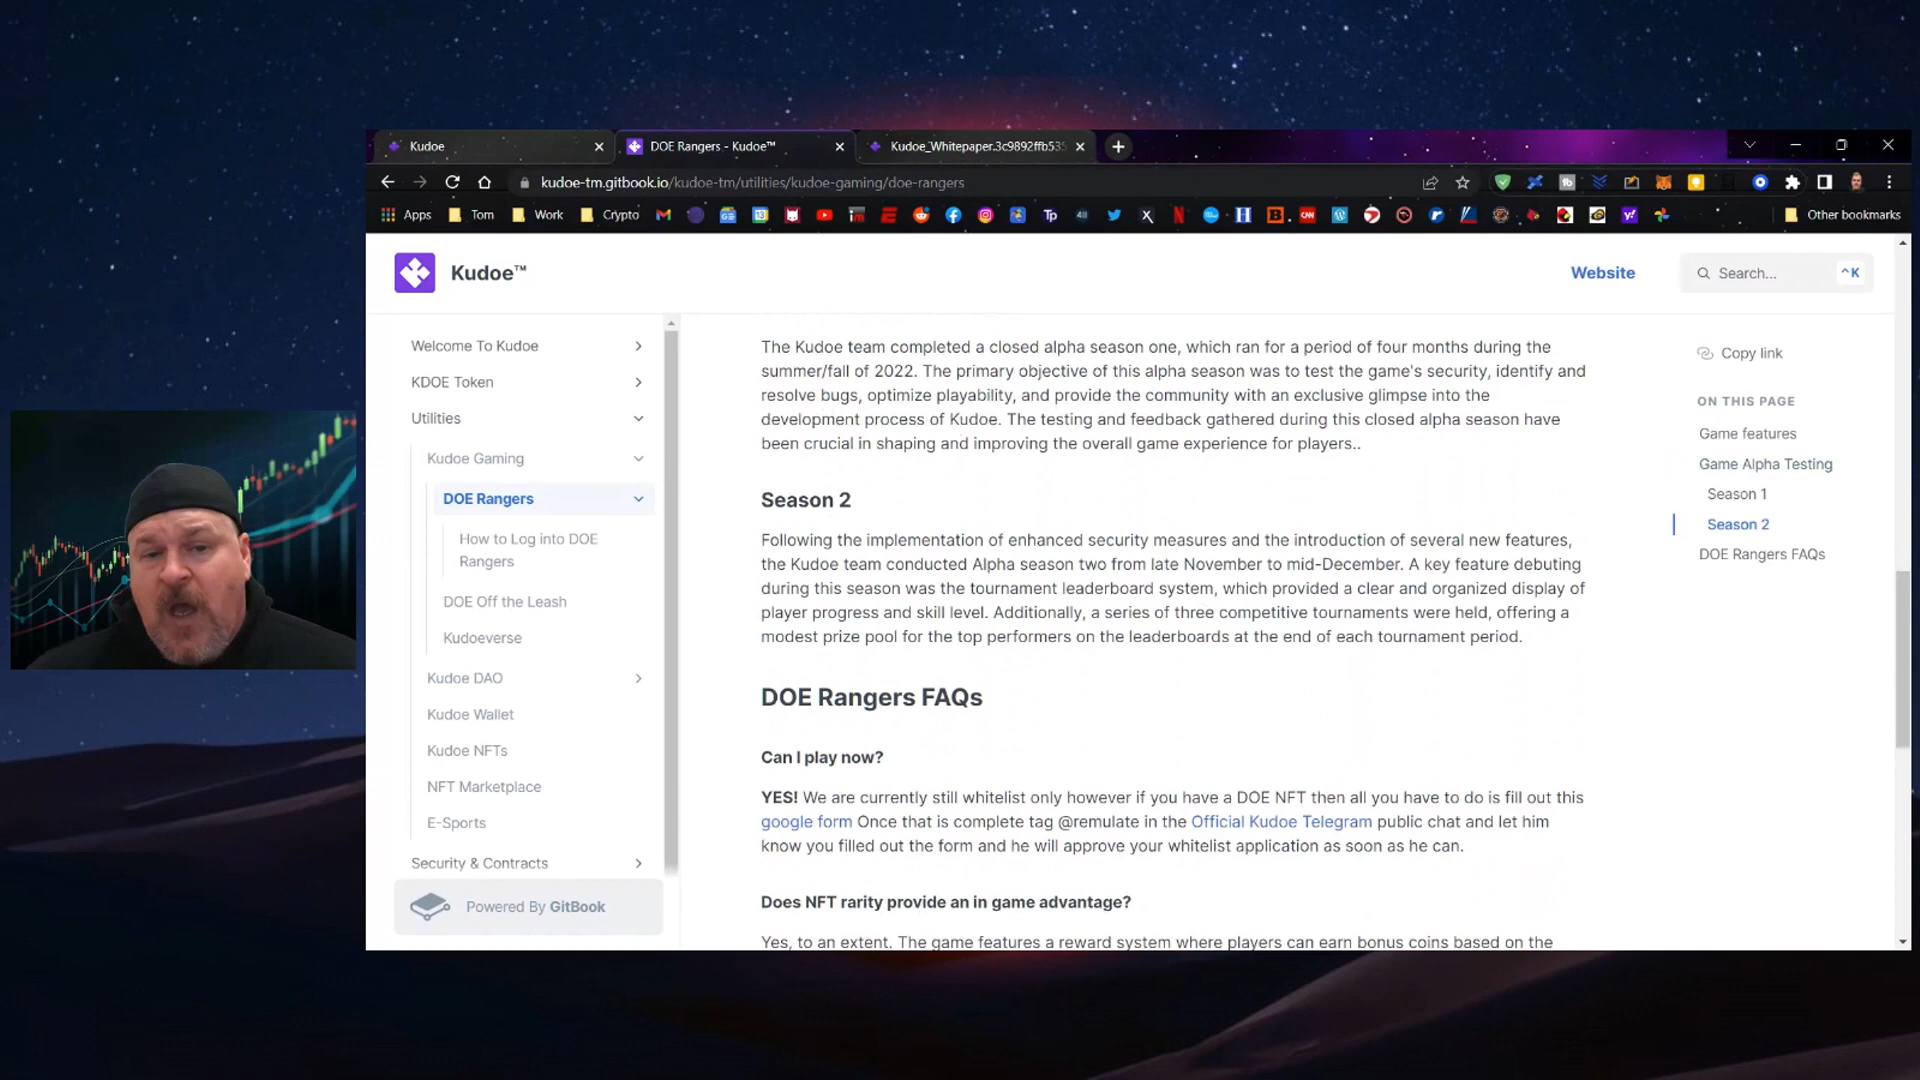 Kudoe
DOE Rangers - Kudoe™
Kudoe_Whitepaper.3c9892ffb535
kudoe-tm.gitbook.io/kudoe-tm/utilities/kudoe-gaming/doe-rangers
Apps
Tom
Work
Crypto
Other bookmarks
Kudoe™
Website
Search...
^K
Welcome To Kudoe
KDOE Token
Utilities
Kudoe Gaming
DOE Rangers
How to Log into DOE
Rangers
DOE Off the Leash
Kudoeverse
Kudoe DAO
Kudoe Wallet
Kudoe NFTs
NFT Marketplace
E-Sports
Security & Contracts
Powered By GitBook
The Kudoe team completed a closed alpha season one, which ran for a period of four months during the
summer/fall of 2022. The primary objective of this alpha season was to test the game's security, identify and
resolve bugs, optimize playability, and provide the community with an exclusive glimpse into the
development process of Kudoe. The testing and feedback gathered during this closed alpha season have
been crucial in shaping and improving the overall game experience for players..
Season 2
Following the implementation of enhanced security measures and the introduction of several new features,
the Kudoe team conducted Alpha season two from late November to mid-December. A key feature debuting
during this season was the tournament leaderboard system, which provided a clear and organized display of
player progress and skill level. Additionally, a series of three competitive tournaments were held, offering a
modest prize pool for the top performers on the leaderboards at the end of each tournament period.
DOE Rangers FAQs
Can I play now?
YES! We are currently still whitelist only however if you have a DOE NFT then all you have to do is fill out this
google form Once that is complete tag @remulate in the Official Kudoe Telegram public chat and let him
know you filled out the form and he will approve your whitelist application as soon as he can.
Does NFT rarity provide an in game advantage?
Yes, to an extent. The game features a reward system where players can earn bonus coins based on the
Copy link
ON THIS PAGE
Game features
Game Alpha Testing
Season 1
Season 2
DOE Rangers FAQs